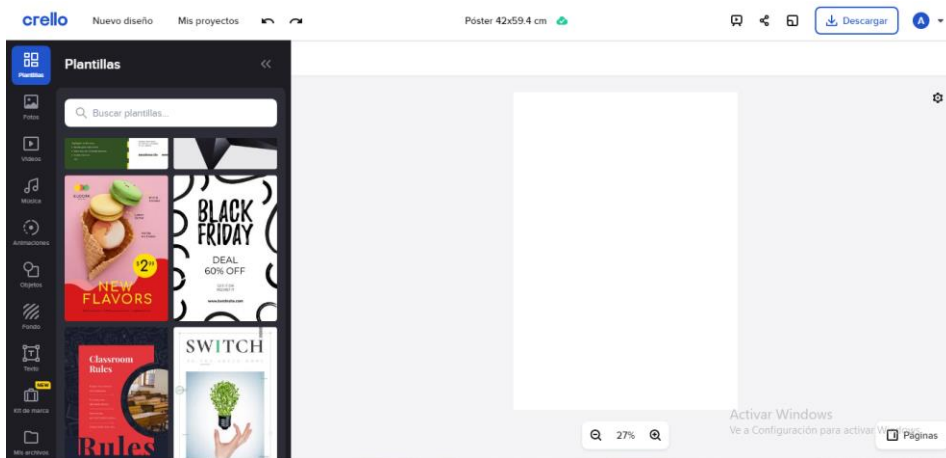 crello Nuevo diseño Mis proyectos Póster 42x59.4 cm Descargar A
Plantillas
Plantillas
Buscar plantillas...
Fotos
Videos
Música
Animaciones
Objetos
Fondo
Texto
NEW
Kit de marca
Mis archivos
$2
NEW
FLAVORS
BLACK
FRIDAY
DEAL
60% OFF
Classroom
Rules
Rules
SWITCH
27%
Activar Windows
Ve a Configuración para activar
Páginas